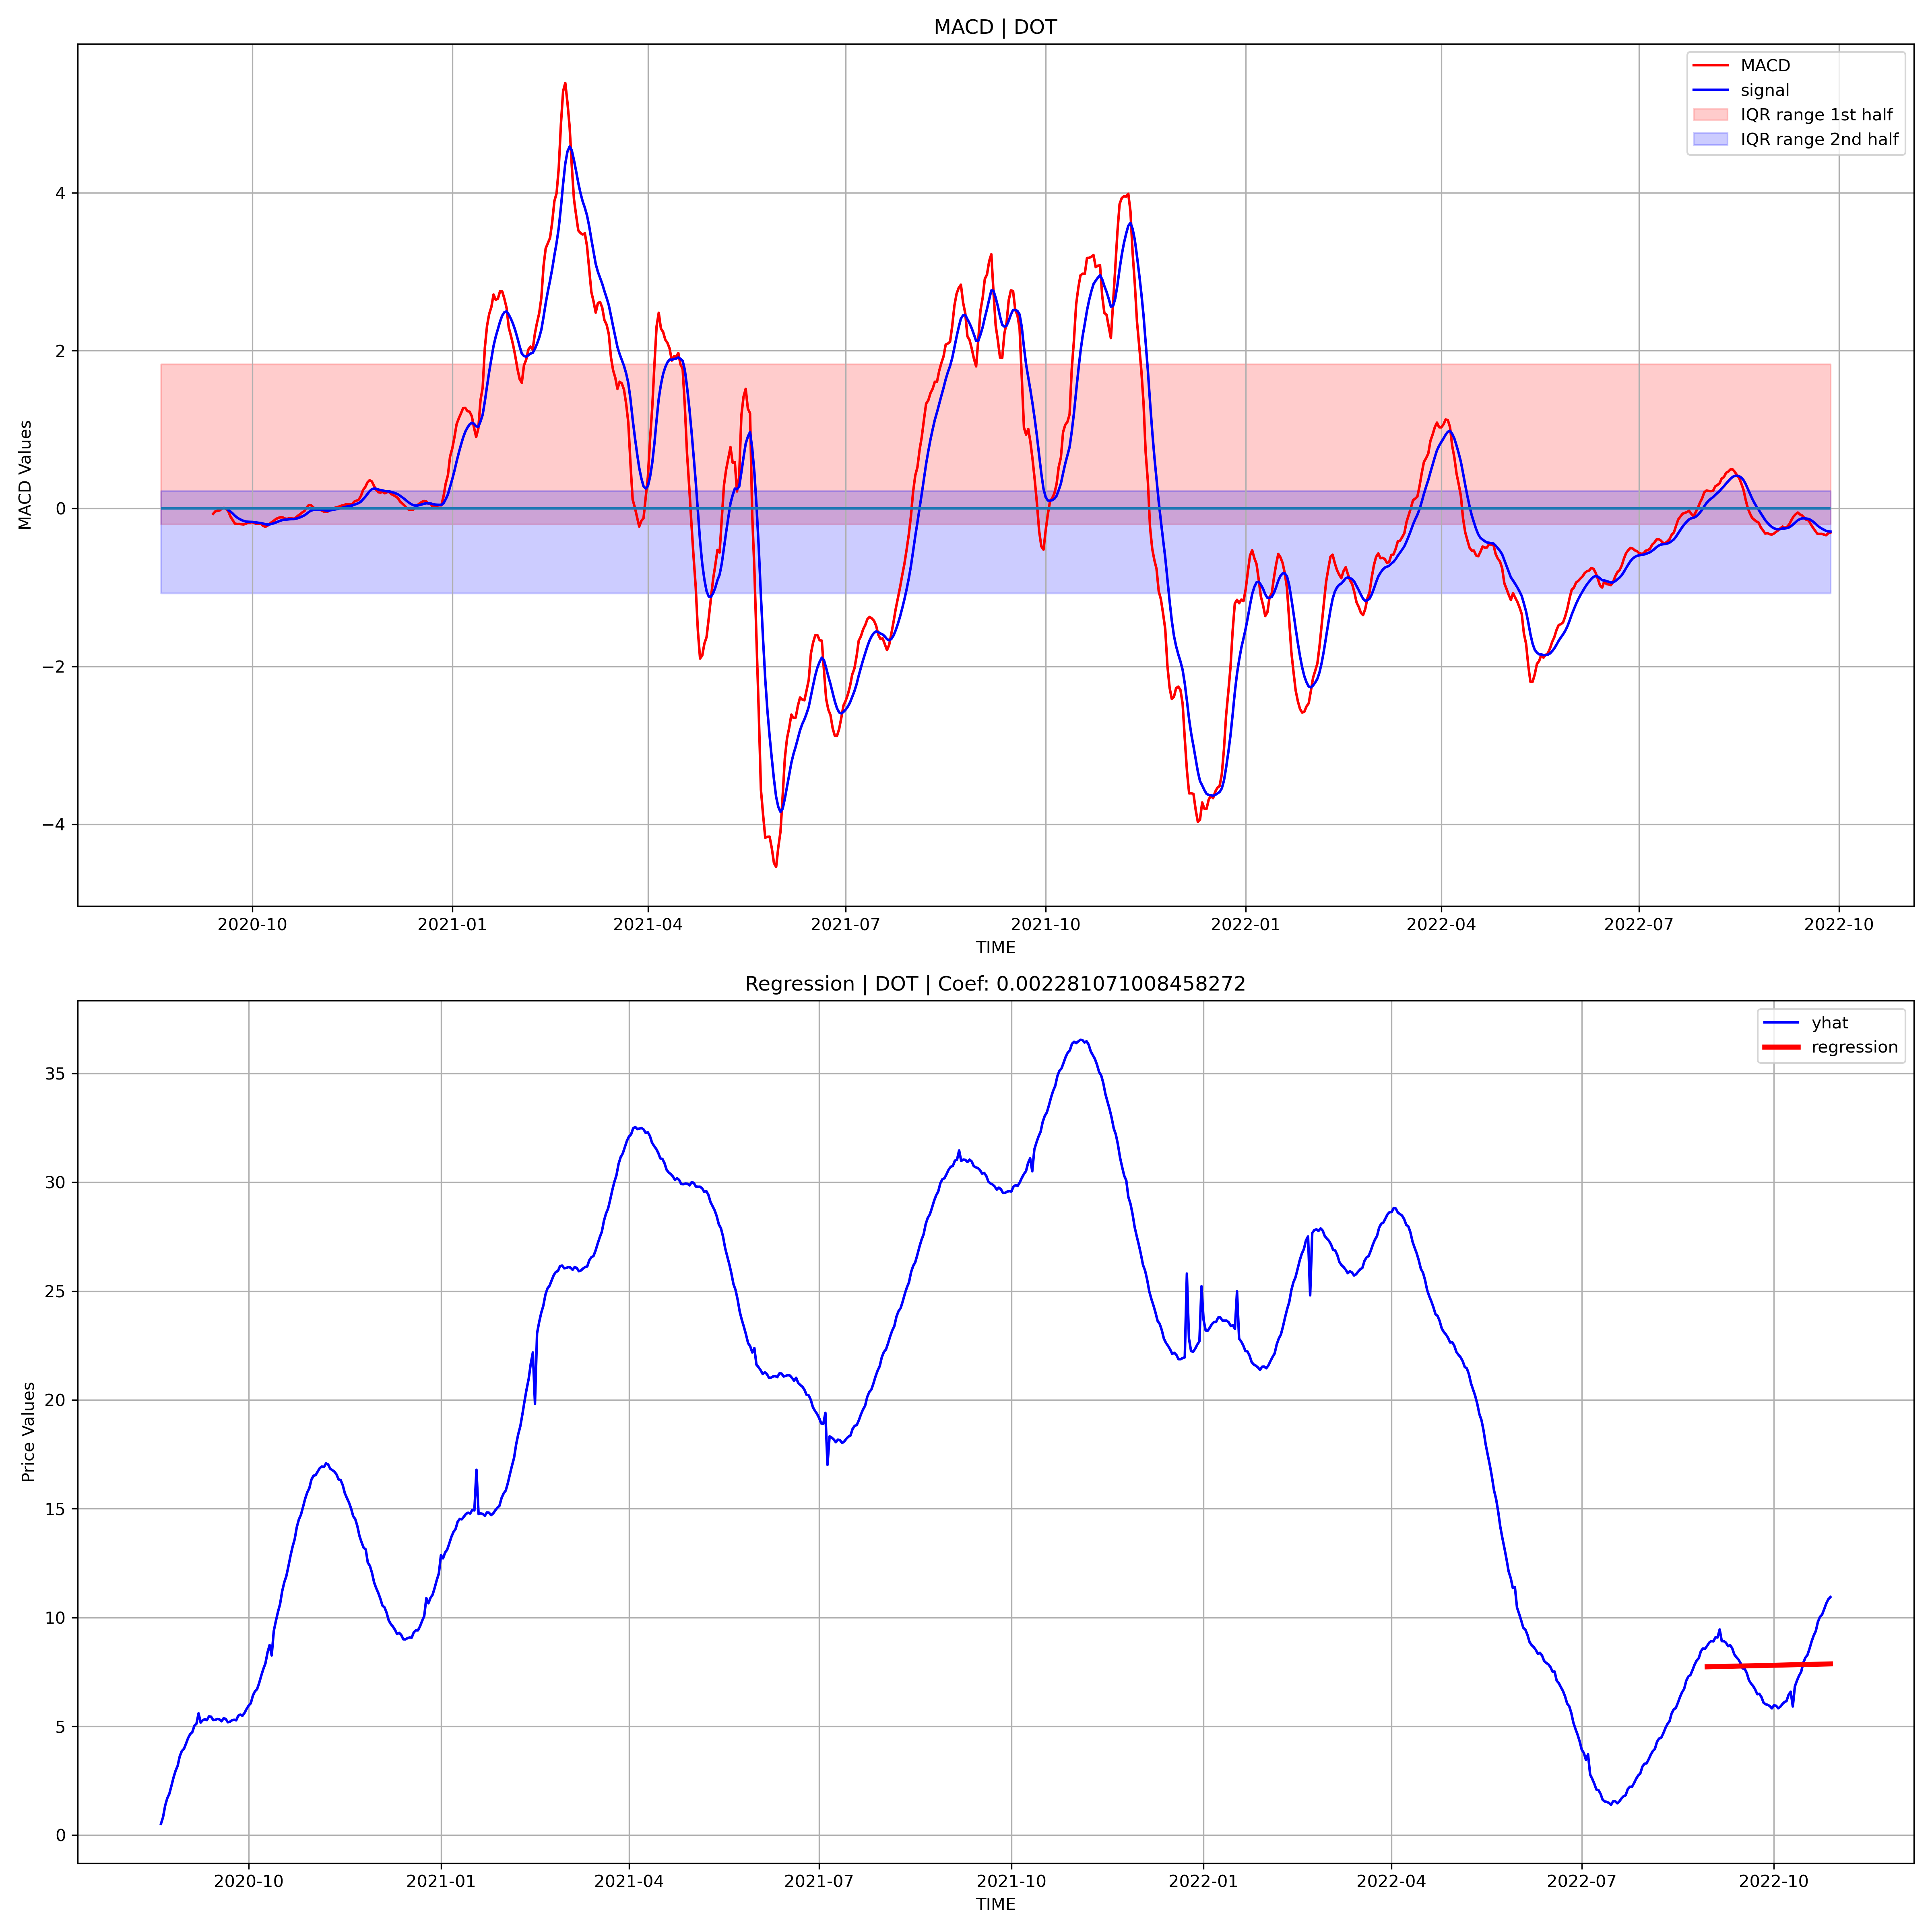 MACD | DOT
MACD
signal
IQR range 1st half
IQR range 2nd half
MACD Values
4
2
0
−2
−4
2020-10 2021-01 2021-04 2021-07 2021-10 2022-01 2022-04 2022-07 2022-10
TIME
Regression | DOT | Coef: 0.002281071008458272
yhat
regression
Price Values
35
30
25
20
15
10
5
0
2020-10 2021-01 2021-04 2021-07 2021-10 2022-01 2022-04 2022-07 2022-10
TIME